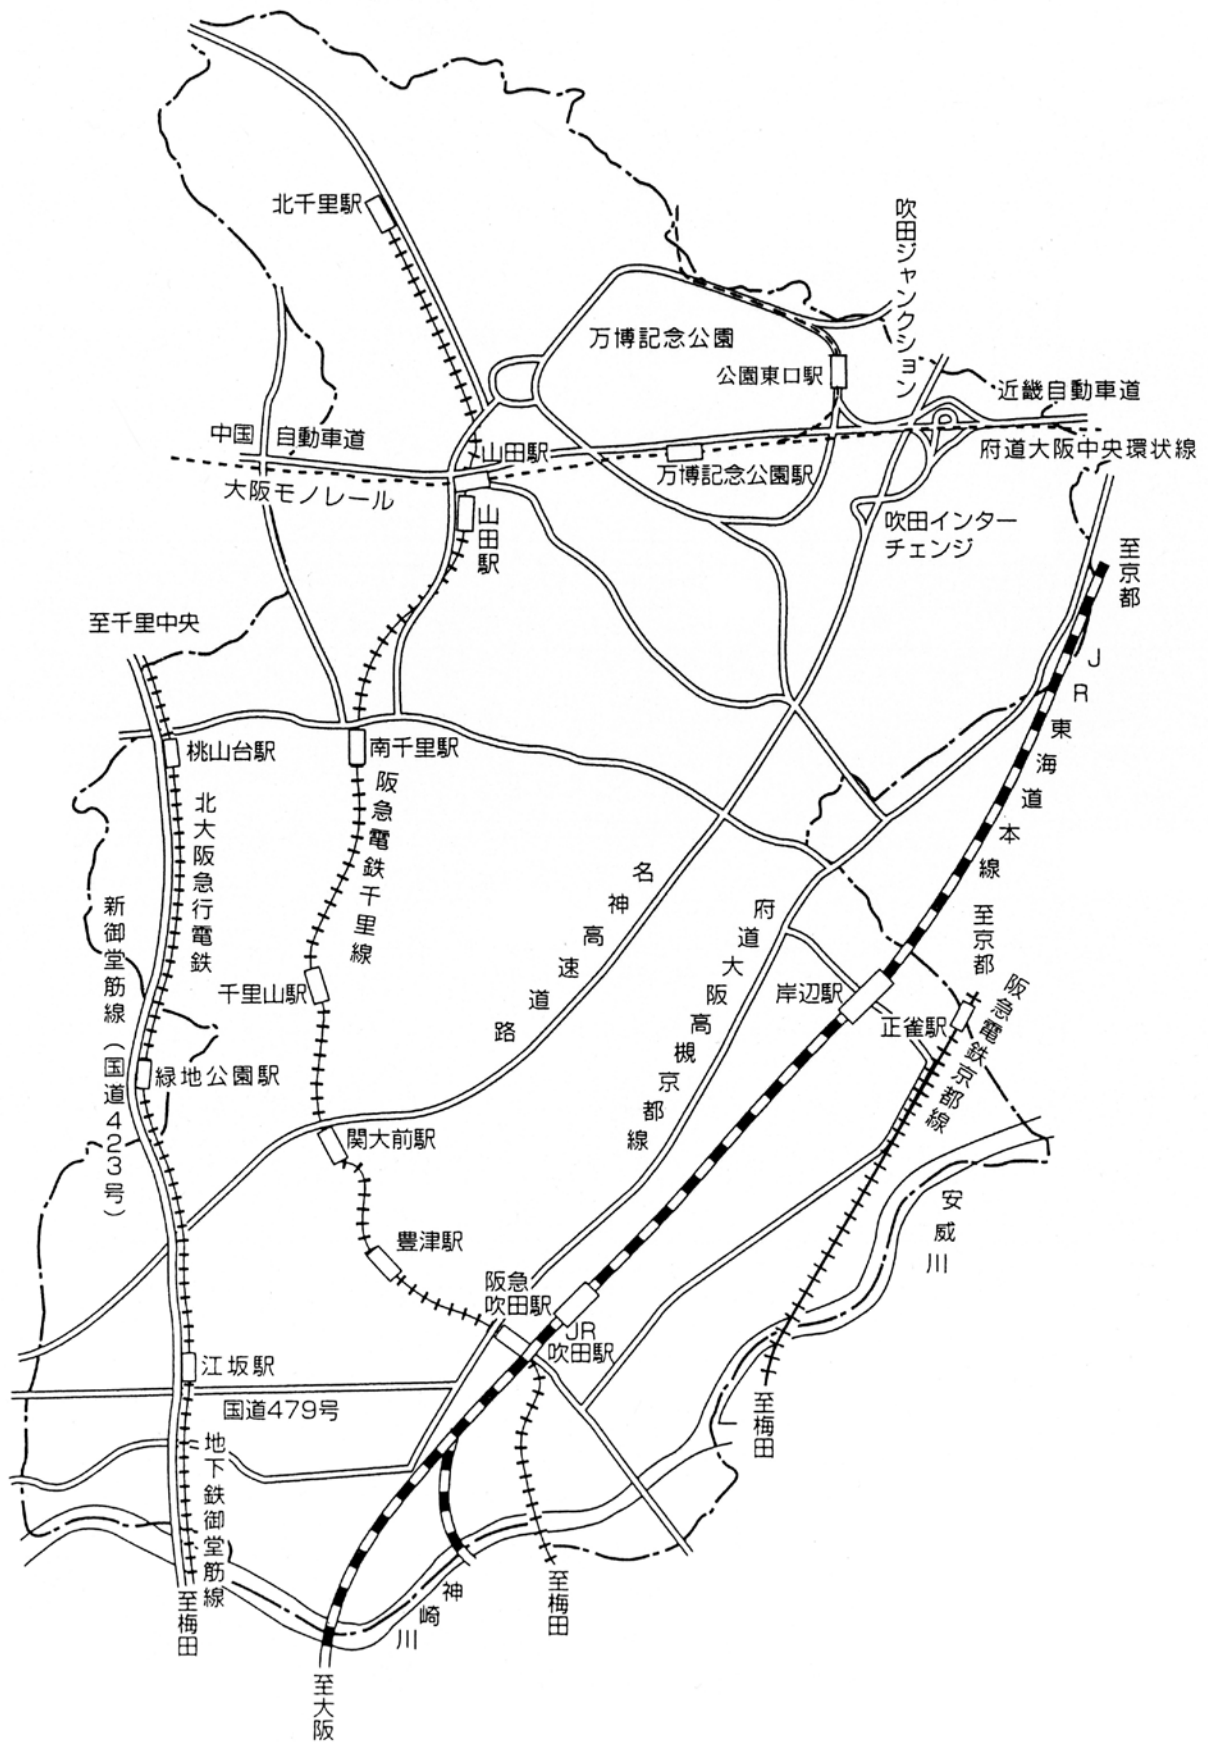 北千里駅
吹田ジャンクション
万博記念公園
公園東口駅
近畿自動車道
中国自動車道
山田駅
府道大阪中央環状線
万博記念公園駅
大阪モノレール
山田駅
吹田インター
チェンジ
至京都
至千里中央
JR東海道本線
桃山台駅
南千里駅
阪急電鉄千里線
北大阪急行電鉄
名神高速道路
新御堂筋線(国道423号)
府道大阪高槻京都線
至京都
千里山駅
岸辺駅
阪急電鉄京都線
正雀駅
緑地公園駅
関大前駅
安威川
豊津駅
阪急
吹田駅
JR
吹田駅
江坂駅
国道479号
至梅田
地下鉄御堂筋線
至梅田
神崎川
至梅田
至大阪